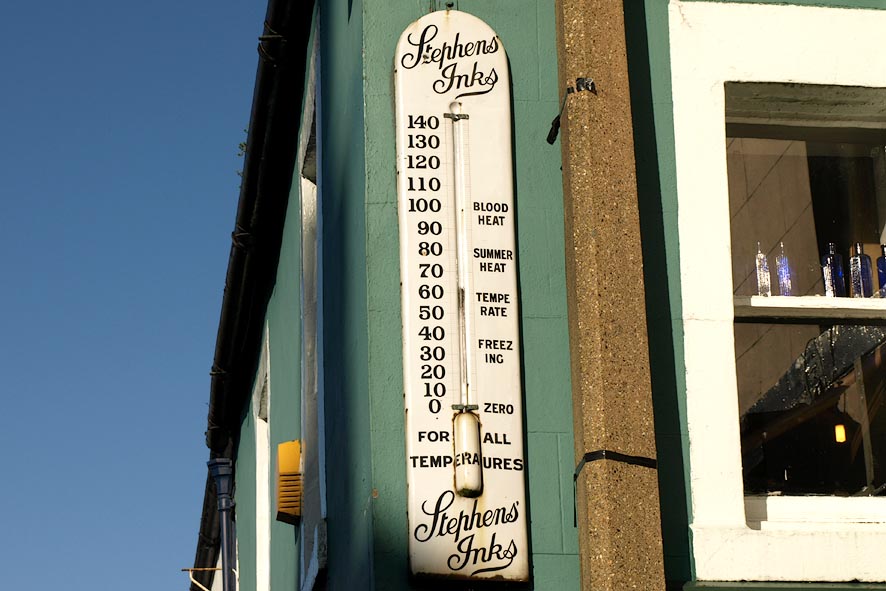 Stephens'
Inks
140
130
120
110
100 BLOOD
HEAT
90
80 SUMMER
70 HEAT
60 TEMPE
50 RATE
40
30 FREEZ
ING
20
10
0 ZERO
FOR ALL
TEMPERATURES
Stephens'
Inks